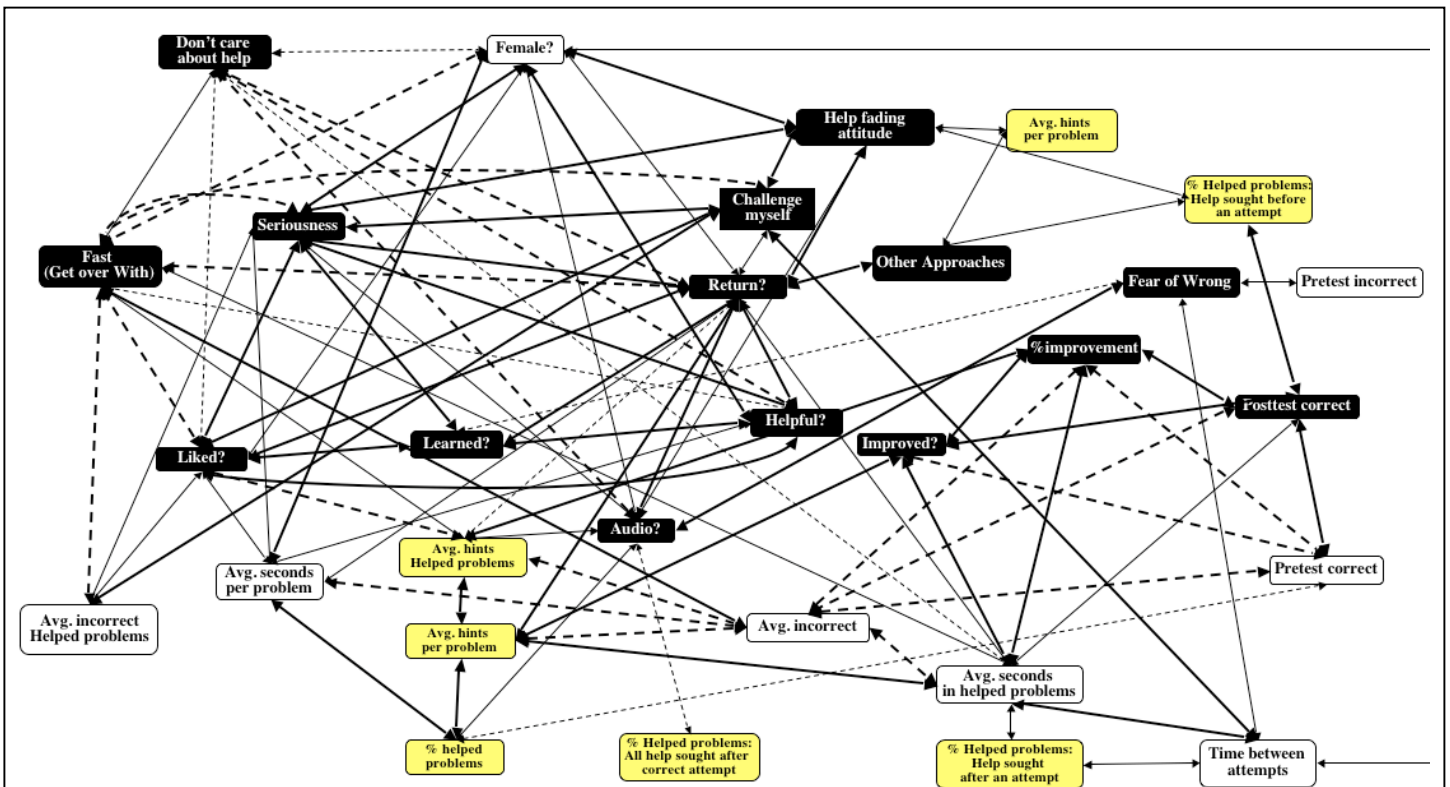 Don't care
about help
Female?
Help fading
attitude
Avg. hints
per problem
% Helped problems:
Help sought before
an attempt
Challenge
myself
Seriousness
Fast
(Get over With)
Other Approaches
Return?
Fear of Wrong
Pretest incorrect
%improvement
Posttest correct
Helpful?
Improved?
Learned?
Liked?
Audio?
Avg. hints
Helped problems
Avg. seconds
per problem
Pretest correct
Avg. incorrect
Helped problems
Avg. hints
per problem
Avg. incorrect
Avg. seconds
in helped problems
% helped
problems
% Helped problems:
All help sought after
correct attempt
% Helped problems:
Help sought
after an attempt
Time between
attempts